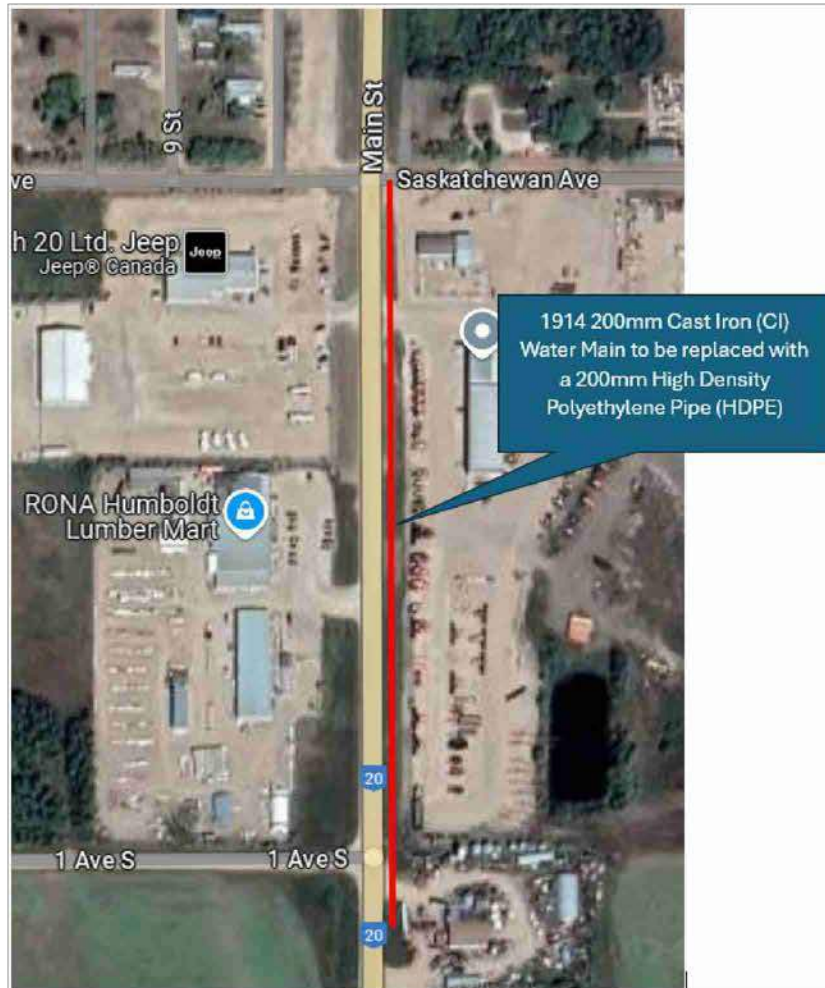 9 St
Main St
ve
Saskatchewan Ave
h 20 Ltd. Jeep
Jeep® Canada
Jeep
1914 200mm Cast Iron (CI)
Water Main to be replaced with
a 200mm High Density
Polyethylene Pipe (HDPE)
RONA Humboldt
Lumber Mart
20
1 Ave S
1 Ave S
20